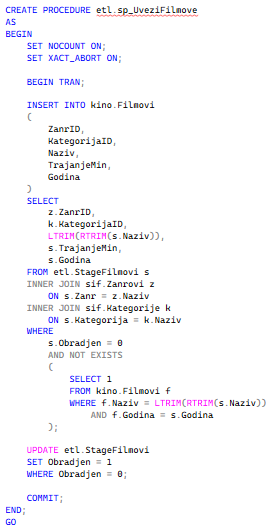 CREATE PROCEDURE etl.sp_UveziFilmove
AS
BEGIN
SET NOCOUNT ON;
SET XACT_ABORT ON;
BEGIN TRAN;
INSERT INTO kino.Filmovi
(
ZanrID,
KategorijaID,
Naziv,
TrajanjeMin,
Godina
)
SELECT
z.ZanrID,
k.KategorijaID,
LTRIM(RTRIM(s.Naziv)),
s.TrajanjeMin,
s.Godina
FROM etl.StageFilmovi s
INNER JOIN sif.Zanrovi z
ON s.Zanr = z.Naziv
INNER JOIN sif.Kategorije k
ON s.Kategorija = k.Naziv
WHERE
s.Obradjen = 0
AND NOT EXISTS
(
SELECT 1
FROM kino.Filmovi f
WHERE f.Naziv = LTRIM(RTRIM(s.Naziv))
AND f.Godina = s.Godina
);
UPDATE etl.StageFilmovi
SET Obradjen = 1
WHERE Obradjen = 0;
COMMIT;
END;
GO